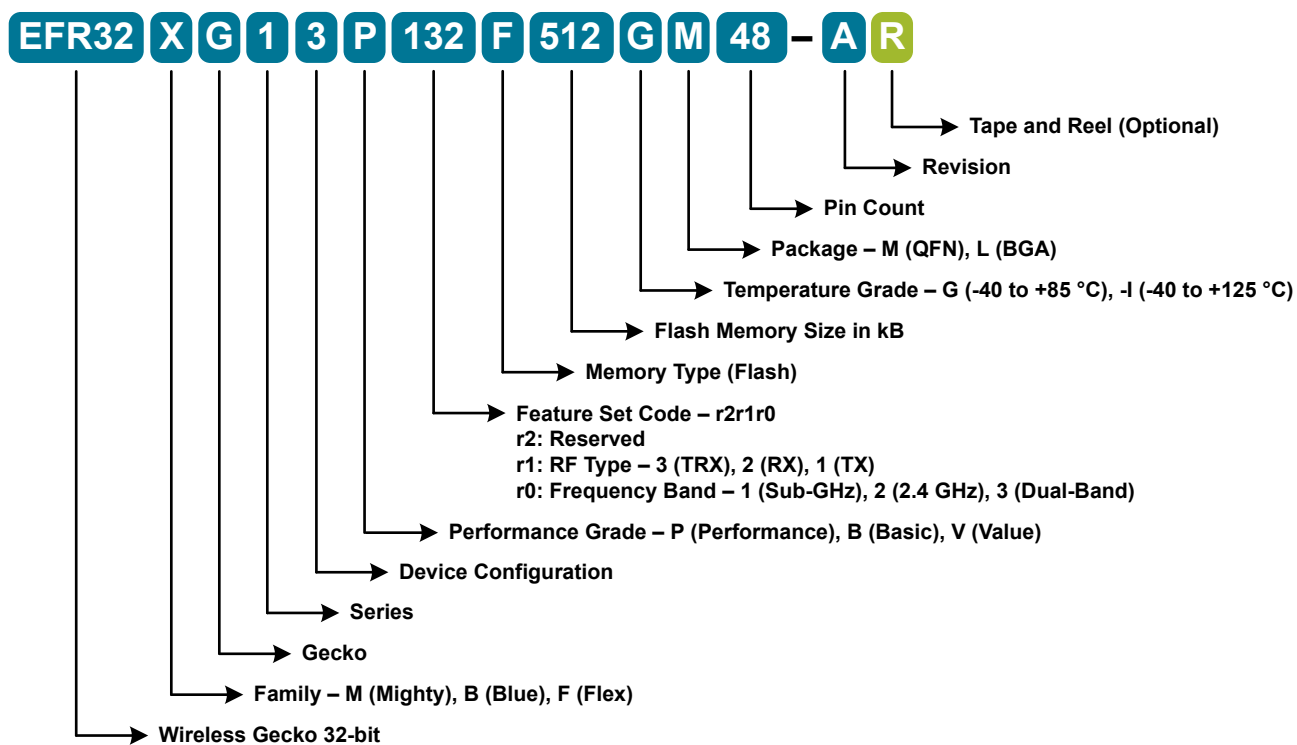 EFR32 X G 1 3 P 132 F 512 G M 48 – A R
Tape and Reel (Optional)
Revision
Pin Count
Package – M (QFN), L (BGA)
Temperature Grade – G (-40 to +85 °C), -I (-40 to +125 °C)
Flash Memory Size in kB
Memory Type (Flash)
Feature Set Code – r2r1r0
r2: Reserved
r1: RF Type – 3 (TRX), 2 (RX), 1 (TX)
r0: Frequency Band – 1 (Sub-GHz), 2 (2.4 GHz), 3 (Dual-Band)
Performance Grade – P (Performance), B (Basic), V (Value)
Device Configuration
Series
Gecko
Family – M (Mighty), B (Blue), F (Flex)
Wireless Gecko 32-bit